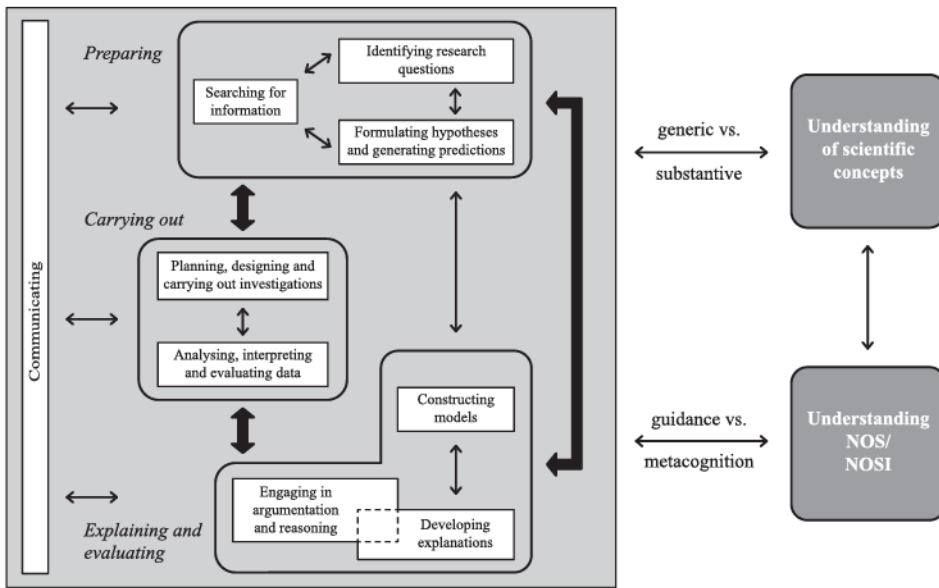 Communicating
Preparing
Identifying research
questions
Searching for
information
Formulating hypotheses
and generating predictions
Carrying out
Planning, designing and
carrying out investigations
Analysing, interpreting
and evaluating data
Constructing
models
Engaging in
argumentation
and reasoning
Developing
explanations
Explaining and
evaluating
generic vs.
substantive
Understanding
of scientific
concepts
guidance vs.
metacognition
Understanding
NOS/
NOSI